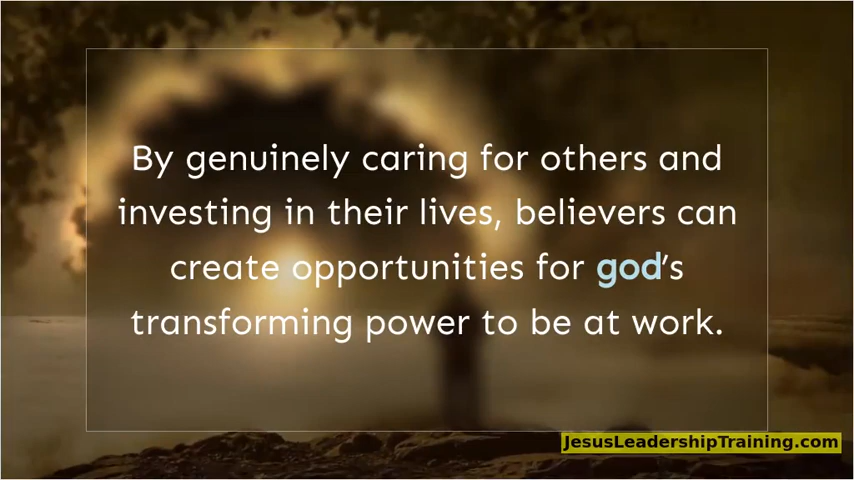 By genuinely caring for others and
investing in their lives, believers can
create opportunities for god’s
transforming power to be at work.
JesusLeadershipTraining.com